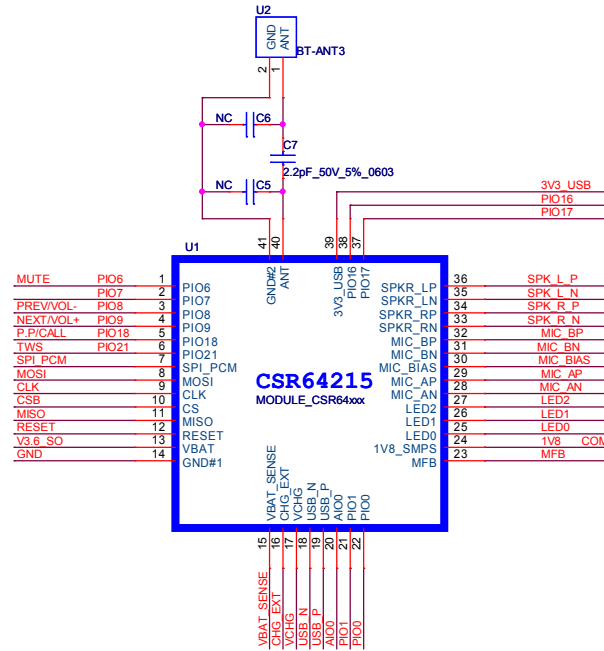 U2
GND
ANT
BT-ANT3
2
1
NC
C6
C7
2.2pF_50V_5%_0603
NC
C5
3V3_USB
PIO16
PIO17
41
40
39
38
37
U1
GND#2
ANT
3V3_USB
PIO16
PIO17
MUTE PIO6 1 PIO6 SPKR_LP 36 SPK_L_P
PIO7 2 PIO7 SPKR_LN 35 SPK_L_N
PREV/VOL- PIO8 3 PIO8 SPKR_RP 34 SPK_R_P
NEXT/VOL+ PIO9 4 PIO9 SPKR_RN 33 SPK_R_N
P.P/CALL PIO18 5 PIO18 MIC_BP 32 MIC_BP
TWS PIO21 6 PIO21 MIC_BN 31 MIC_BN
SPI_PCM 7 SPI_PCM MIC_BIAS 30 MIC_BIAS
MOSI 8 MOSI MIC_AP 29 MIC_AP
CLK 9 CLK MIC_AN 28 MIC_AN
CSB 10 CS LED2 27 LED2
MISO 11 MISO LED1 26 LED1
RESET 12 RESET LED0 25 LED0
V3.6_SO 13 VBAT 1V8_SMPS 24 1V8 COM
GND 14 GND#1 MFB 23 MFB
CSR64215
MODULE_CSR64xxx
VBAT_SENSE
CHG_EXT
VCHG
USB_N
USB_P
AIO0
PIO1
PIO0
15
16
17
18
19
20
21
22
VBAT_SENSE
CHG_EXT
VCHG
USB_N
USB_P
AIO0
PIO1
PIO0